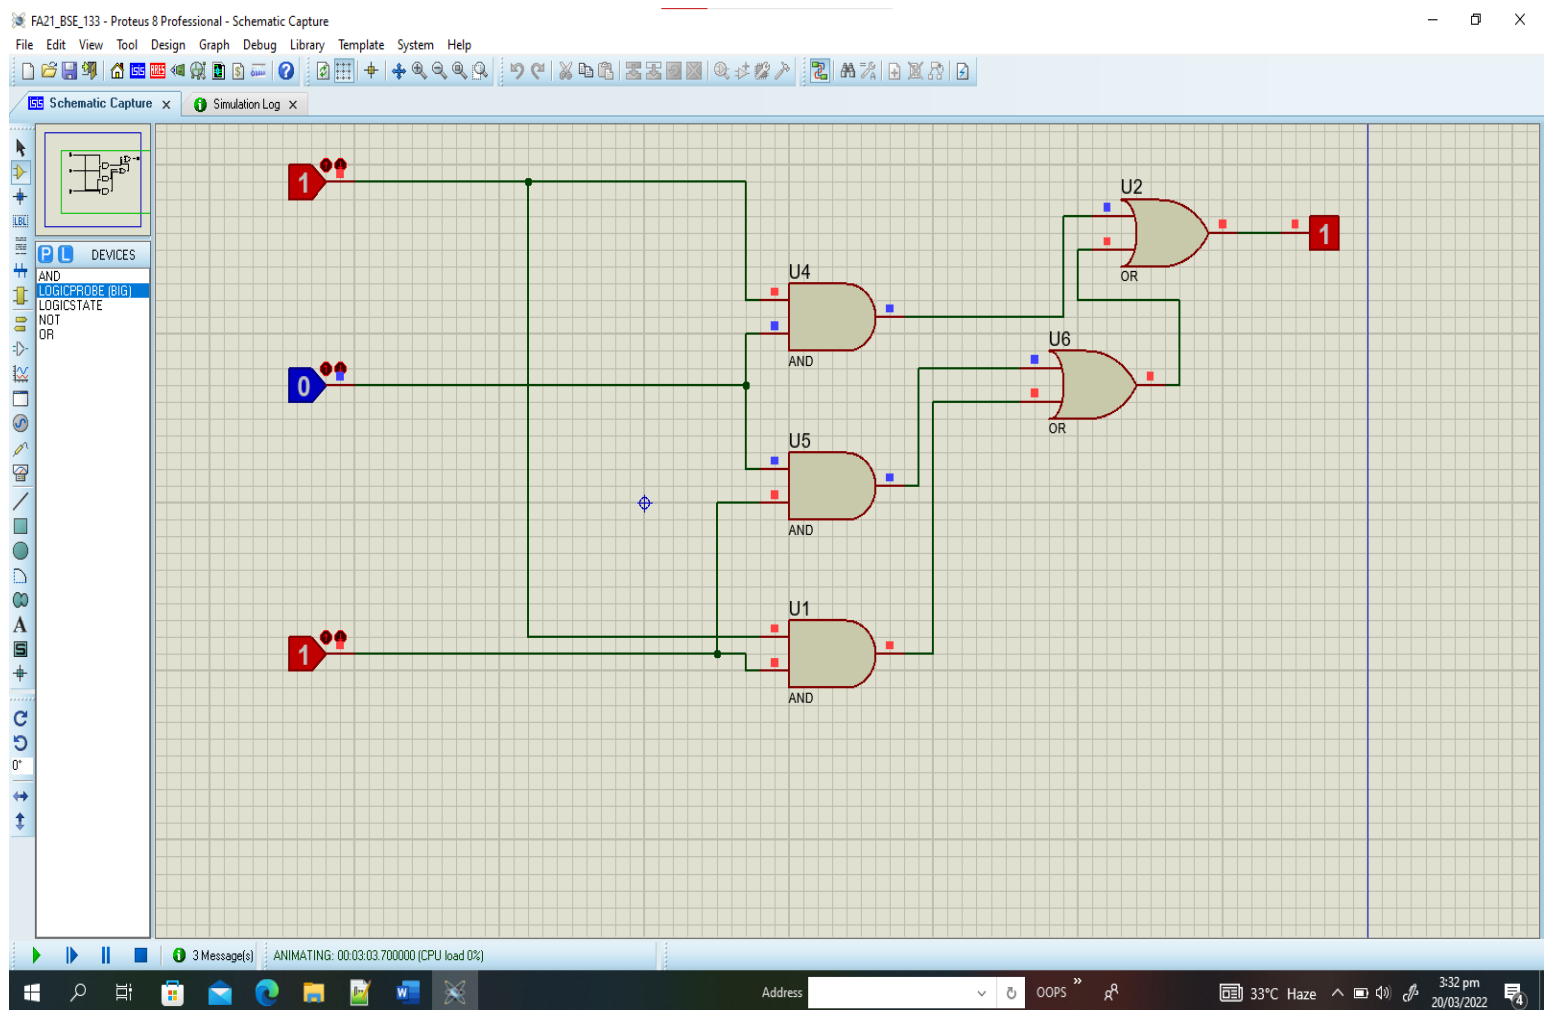 FA21_BSE_133 - Proteus 8 Professional - Schematic Capture
File Edit View Tool Design Graph Debug Library Template System Help
Schematic Capture x Simulation Log x
P L DEVICES
AND
LOGICPROBE (BIG)
LOGICSTATE
NOT
OR
LBL
A
S
0°
1
0
1
U4
AND
U5
AND
U1
AND
U2
OR
U6
OR
1
3 Message(s) ANIMATING: 00:03:03.700000 (CPU load 0%)
Address OOPS » 33°C Haze 3:32 pm
20/03/2022
4